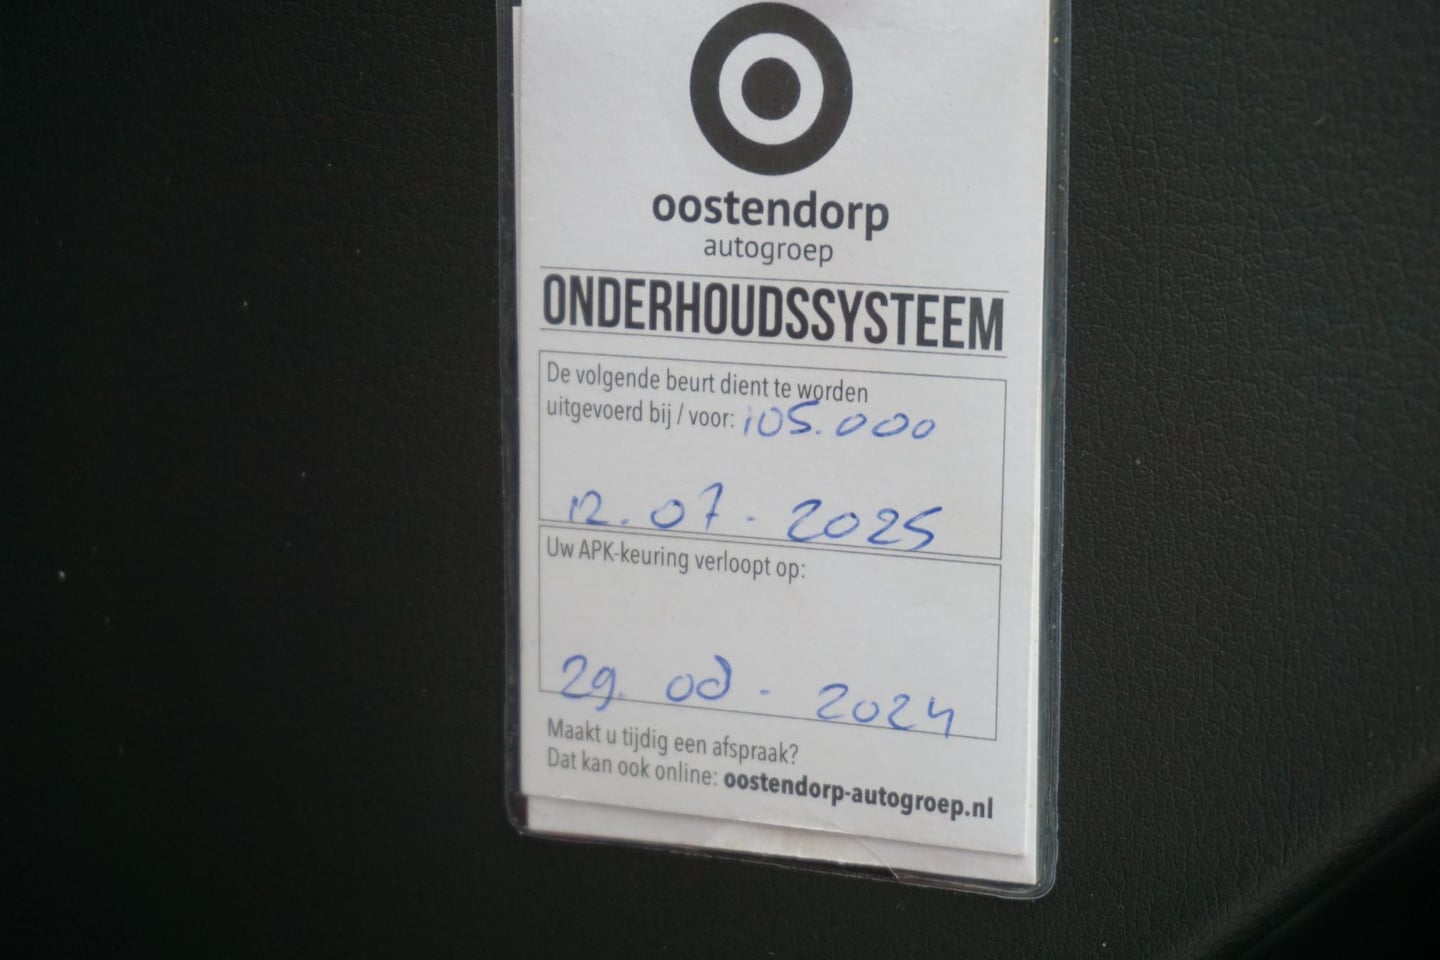 oostendorp
autogroep
ONDERHOUDSSYSTEEM
De volgende beurt dient te worden
uitgevoerd bij / voor: 105.000
12.07.2025
Uw APK-keuring verloopt op:
29. 08 - 2024
Maakt u tijdig een afspraak?
Dat kan ook online: oostendorp-autogroep.nl